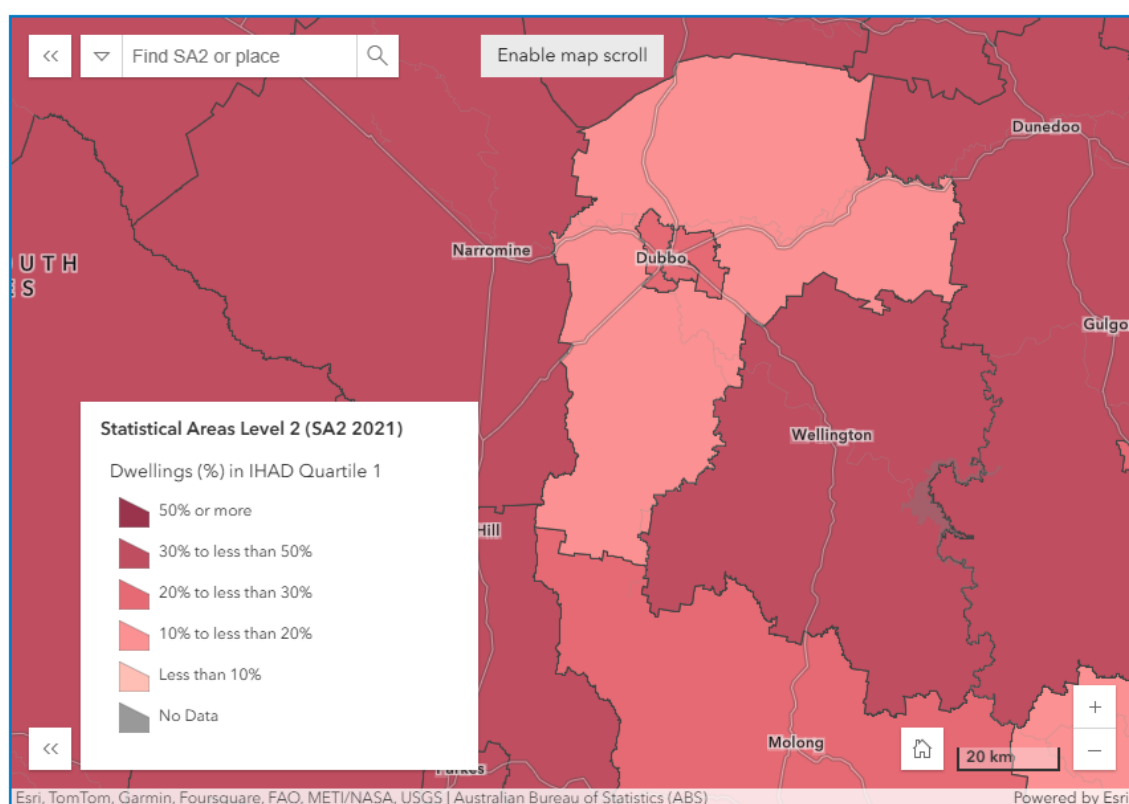 Find SA2 or place
Enable map scroll
Dunedoo
UTH
S
Narromine
Dubbo
Gulgo
Statistical Areas Level 2 (SA2 2021)
Wellington
Dwellings (%) in IHAD Quartile 1
50% or more
Hill
30% to less than 50%
20% to less than 30%
10% to less than 20%
Less than 10%
No Data
Molong
20 km
Parkes
Esri, TomTom, Garmin, Foursquare, FAO, METI/NASA, USGS | Australian Bureau of Statistics (ABS)
Powered by Esri